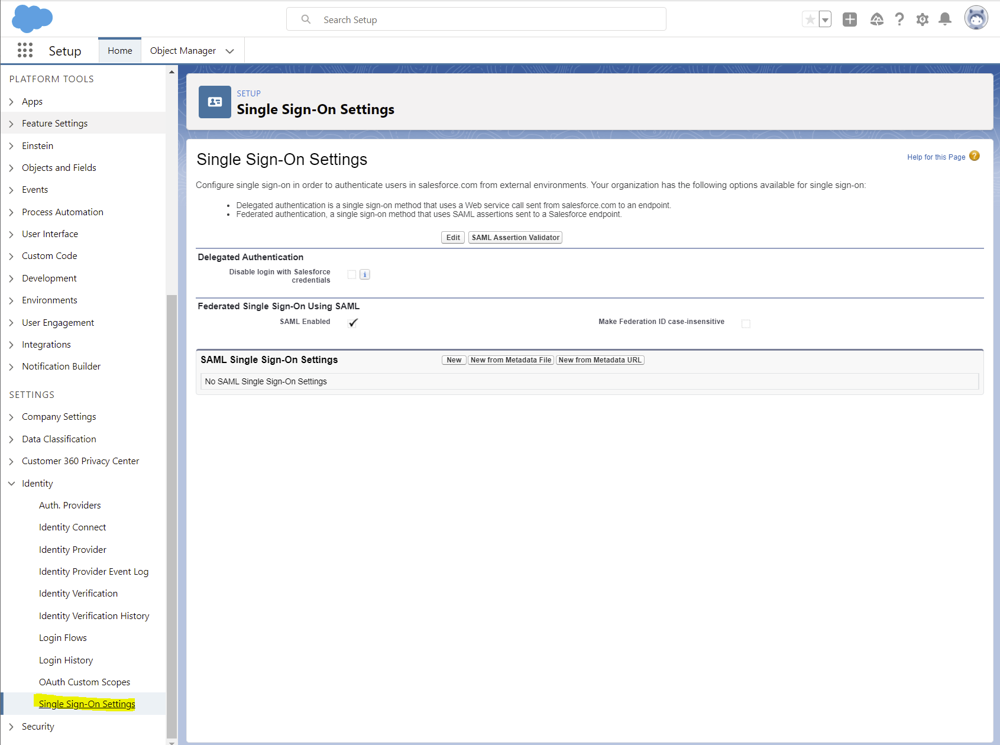 Search Setup
Setup
Home
Object Manager
PLATFORM TOOLS
Apps
Feature Settings
Einstein
Objects and Fields
Events
Process Automation
User Interface
Custom Code
Development
Environments
User Engagement
Integrations
Notification Builder
SETTINGS
Company Settings
Data Classification
Customer 360 Privacy Center
Identity
Auth. Providers
Identity Connect
Identity Provider
Identity Provider Event Log
Identity Verification
Identity Verification History
Login Flows
Login History
OAuth Custom Scopes
Single Sign-On Settings
Security
SETUP
Single Sign-On Settings
Single Sign-On Settings
Help for this Page
Configure single sign-on in order to authenticate users in salesforce.com from external environments. Your organization has the following options available for single sign-on:
• Delegated authentication is a single sign-on method that uses a Web service call sent from salesforce.com to an endpoint.
• Federated authentication, a single sign-on method that uses SAML assertions sent to a Salesforce endpoint.
Edit
SAML Assertion Validator
Delegated Authentication
Disable login with Salesforce
credentials
Federated Single Sign-On Using SAML
SAML Enabled
Make Federation ID case-insensitive
SAML Single Sign-On Settings
New
New from Metadata File
New from Metadata URL
No SAML Single Sign-On Settings